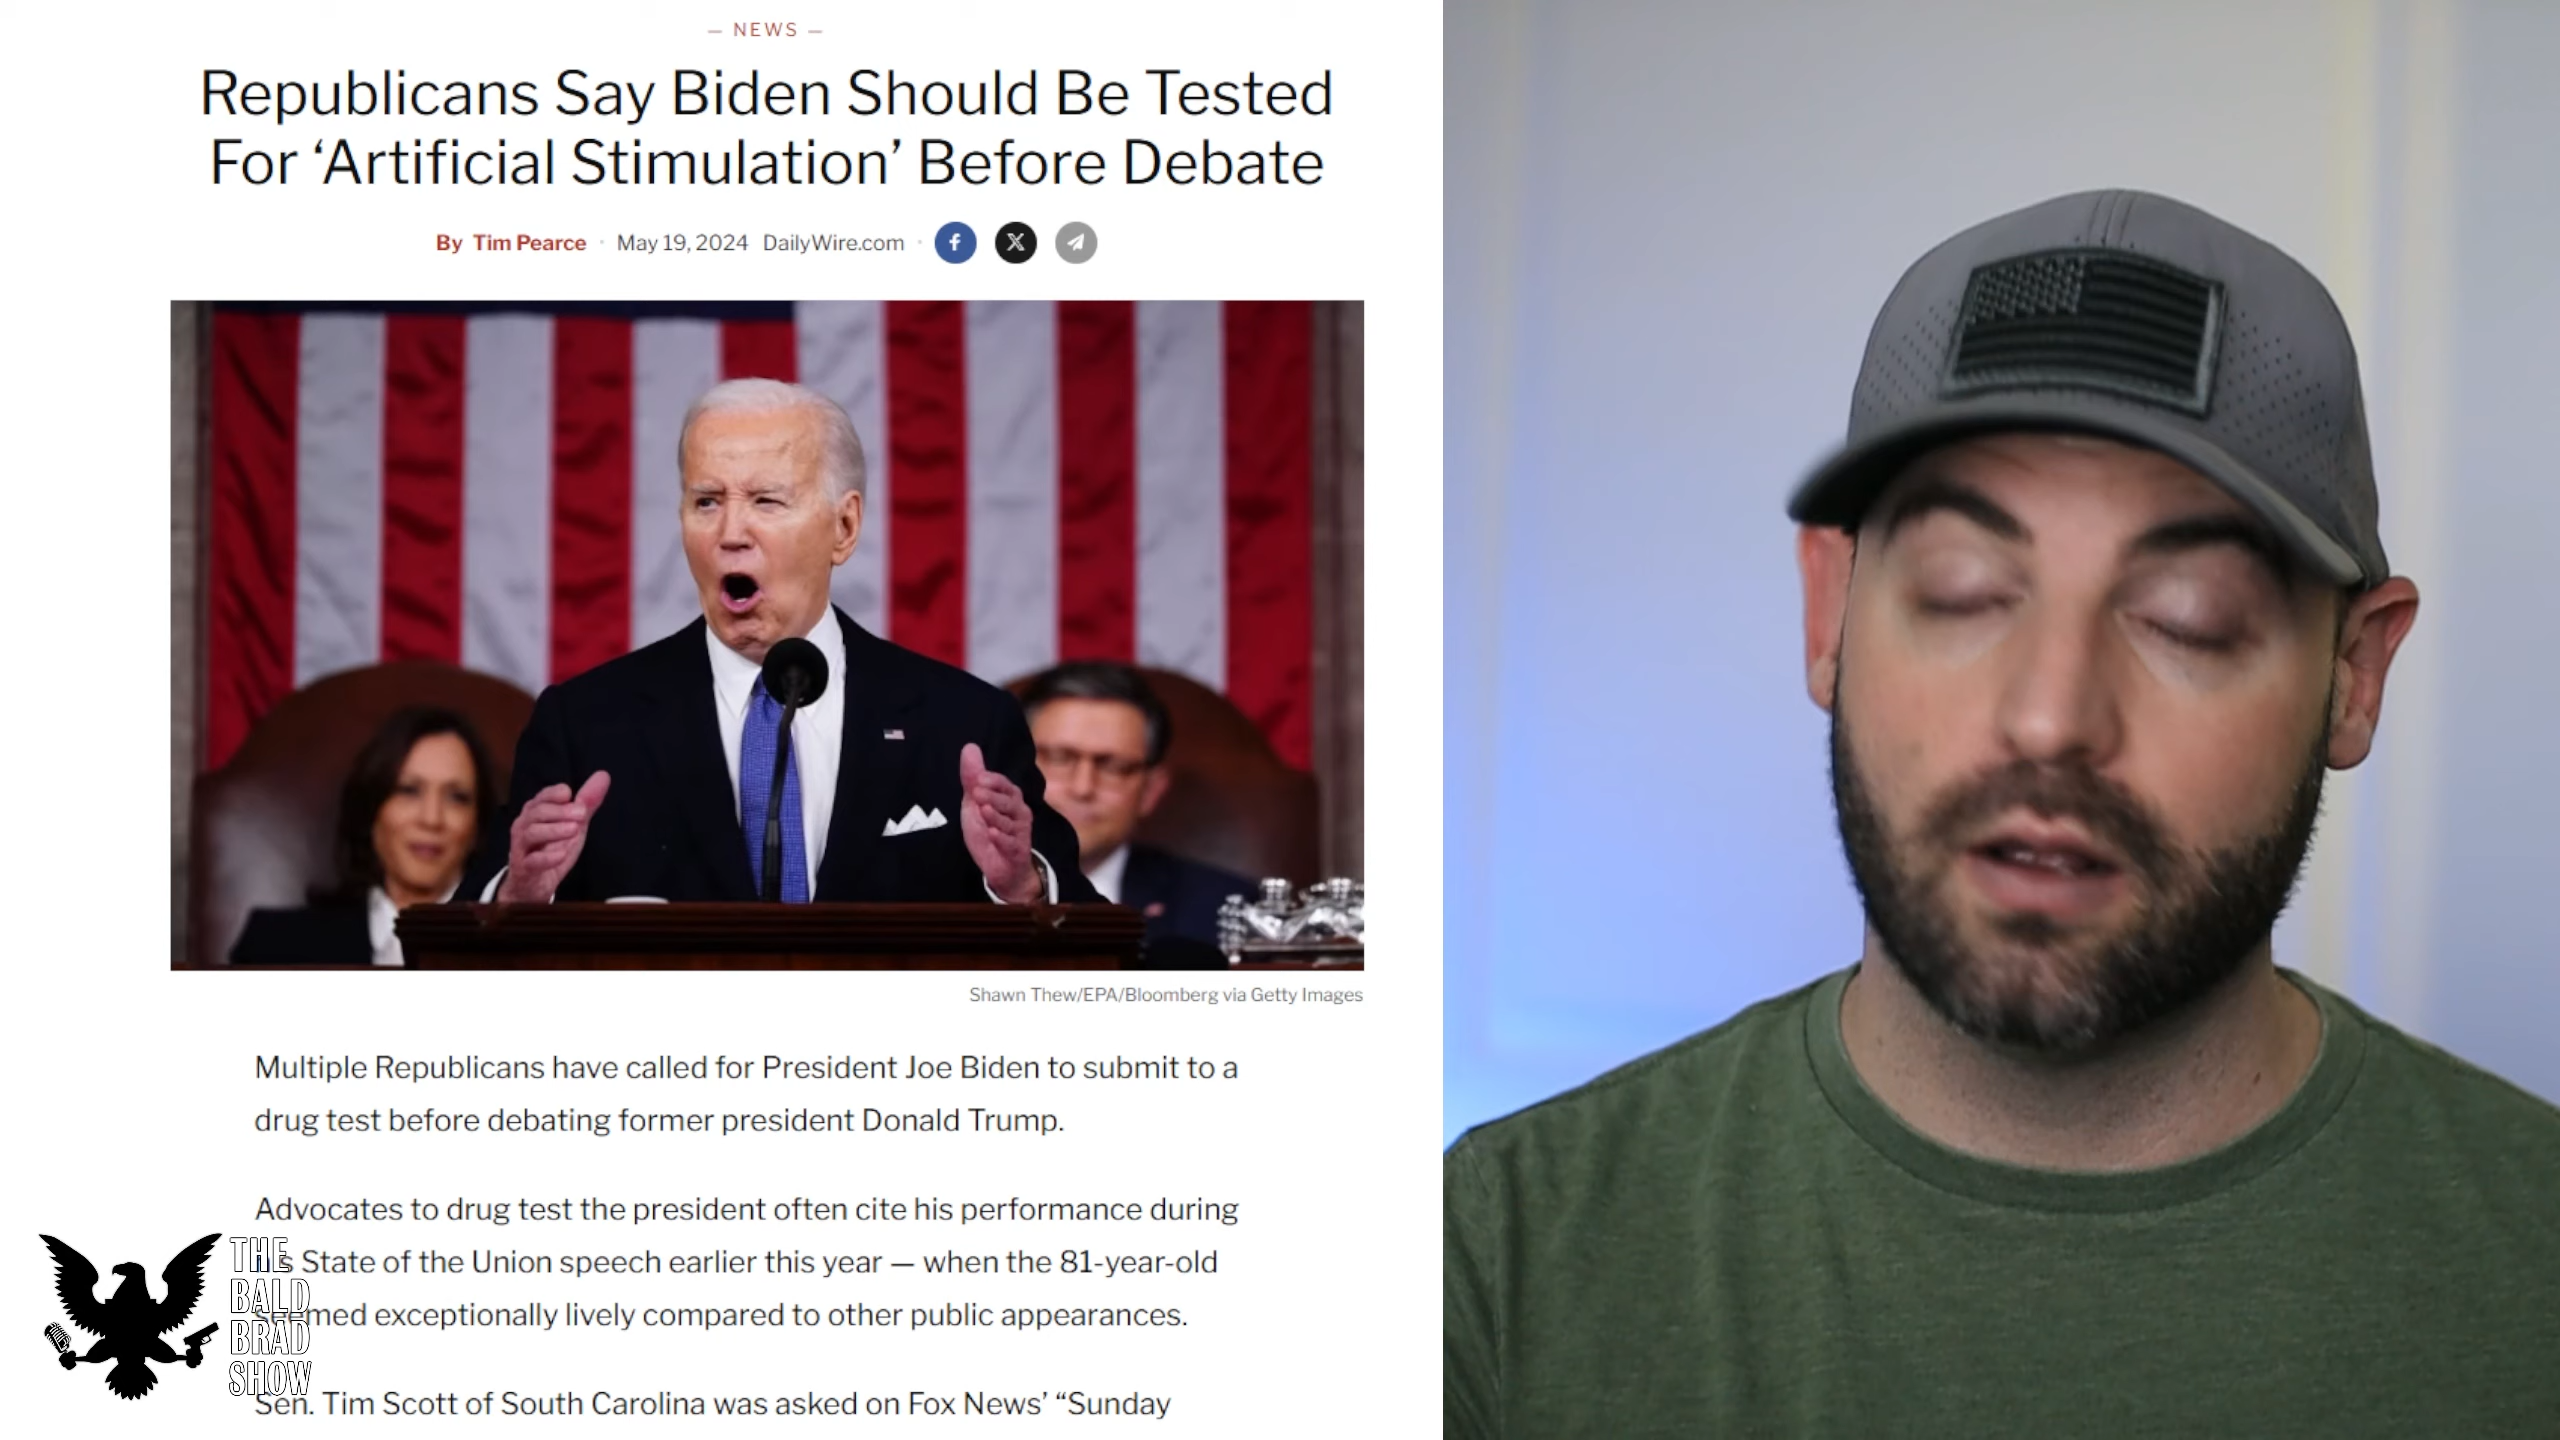 — NEWS —
Republicans Say Biden Should Be Tested
For ‘Artificial Stimulation’ Before Debate
By Tim Pearce · May 19, 2024 DailyWire.com ·
Shawn Thew/EPA/Bloomberg via Getty Images
Multiple Republicans have called for President Joe Biden to submit to a
drug test before debating former president Donald Trump.
Advocates to drug test the president often cite his performance during
State of the Union speech earlier this year — when the 81-year-old
exceptionally lively compared to other public appearances.
Sen. Tim Scott of South Carolina was asked on Fox News’ “Sunday
THE
BALD
BRAD
SHOW